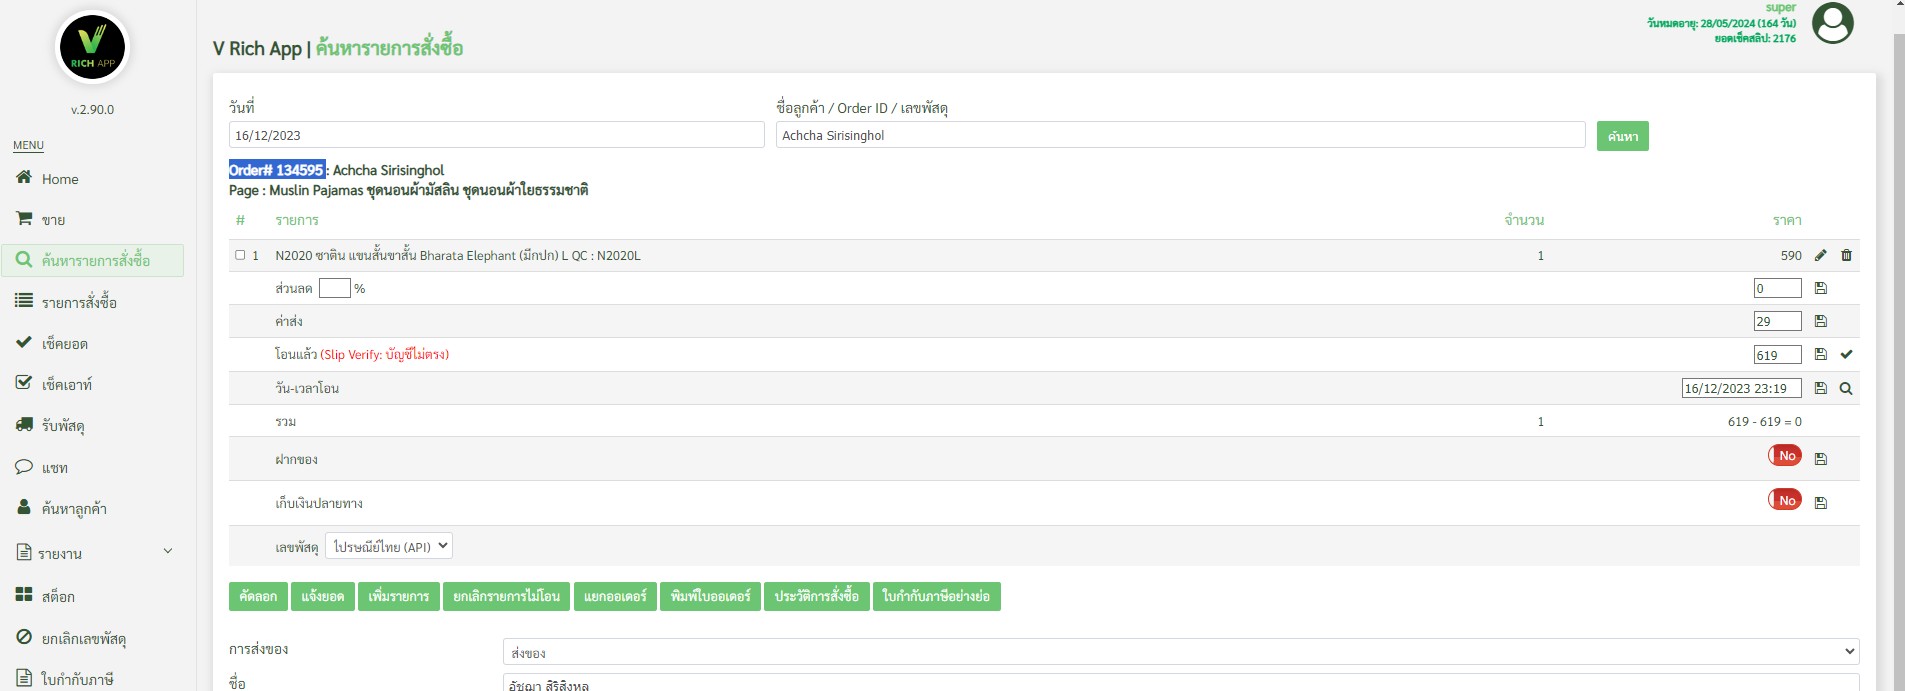 super
วันหมดอายุ: 28/05/2024 (164 วัน)
ยอดเช็คสลิป: 2176
V RICH APP
v.2.90.0
MENU
Home
ขาย
ค้นหารายการสั่งซื้อ
รายการสั่งซื้อ
เช็คยอด
เช็คเอาท์
รับพัสดุ
แชท
ค้นหาลูกค้า
รายงาน
สต็อก
ยกเลิกเลขพัสดุ
ใบกำกับภาษี
V Rich App | ค้นหารายการสั่งซื้อ
วันที่ ชื่อลูกค้า / Order ID / เลขพัสดุ
16/12/2023 Achcha Sirisinghol ค้นหา
Order# 134595 : Achcha Sirisinghol
Page : Muslin Pajamas ชุดนอนผ้ามัสลิน ชุดนอนผ้าใยธรรมชาติ
# รายการ จำนวน ราคา
1 N2020 ซาติน แขนสั้นขาสั้น Bharata Elephant (มีกปก) L QC : N2020L 1 590
ส่วนลด % 0
ค่าส่ง 29
โอนแล้ว (Slip Verify: บัญชีไม่ตรง) 619
วัน-เวลาโอน 16/12/2023 23:19
รวม 1 619 - 619 = 0
ฝากของ No
เก็บเงินปลายทาง No
เลขพัสดุ ไปรษณีย์ไทย (API)
คัดลอก แจ้งยอด เพิ่มรายการ ยกเลิกรายการไม่โอน แยกออเดอร์ พิมพ์ใบออเดอร์ ประวัติการสั่งซื้อ ใบกำกับภาษีอย่างย่อ
การส่งของ ส่งของ
ชื่อ อัชฌา สิริสิงหล